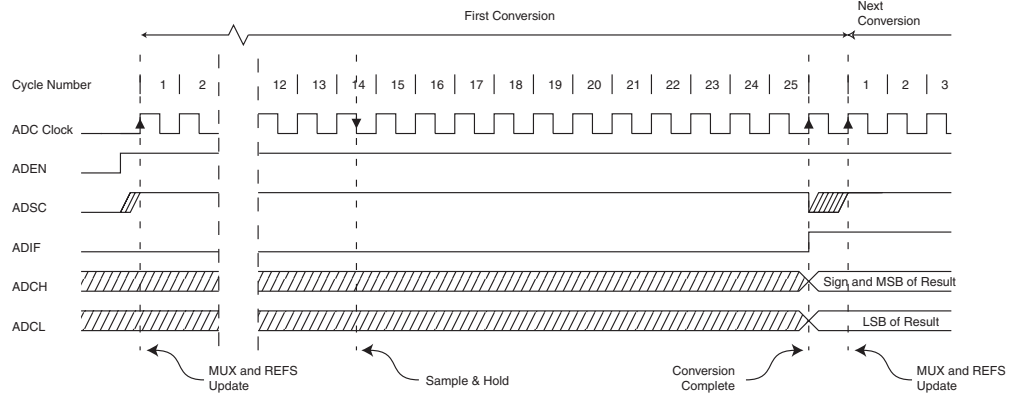 First Conversion
Next
Conversion
Cycle Number 1 2 12 13 14 15 16 17 18 19 20 21 22 23 24 25 1 2 3
ADC Clock
ADEN
ADSC
ADIF
ADCH Sign and MSB of Result
ADCL LSB of Result
MUX and REFS
Update
Sample & Hold
Conversion
Complete
MUX and REFS
Update